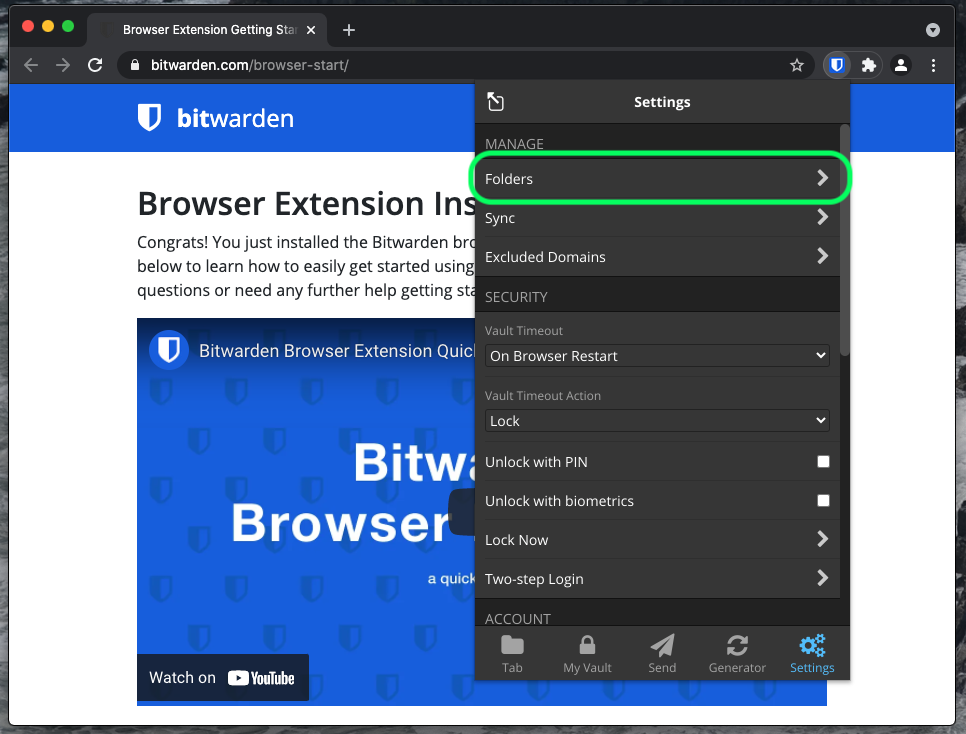 Browser Extension Getting Star
bitwarden.com/browser-start/
bitwarden
Browser Extension Ins
Congrats! You just installed the Bitwarden bro
below to learn how to easily get started using
questions or need any further help getting sta
Bitwarden Browser Extension Quick
Bitwa
Browser
a quick
Watch on YouTube
Settings
MANAGE
Folders
Sync
Excluded Domains
SECURITY
Vault Timeout
On Browser Restart
Vault Timeout Action
Lock
Unlock with PIN
Unlock with biometrics
Lock Now
Two-step Login
ACCOUNT
Tab My Vault Send Generator Settings